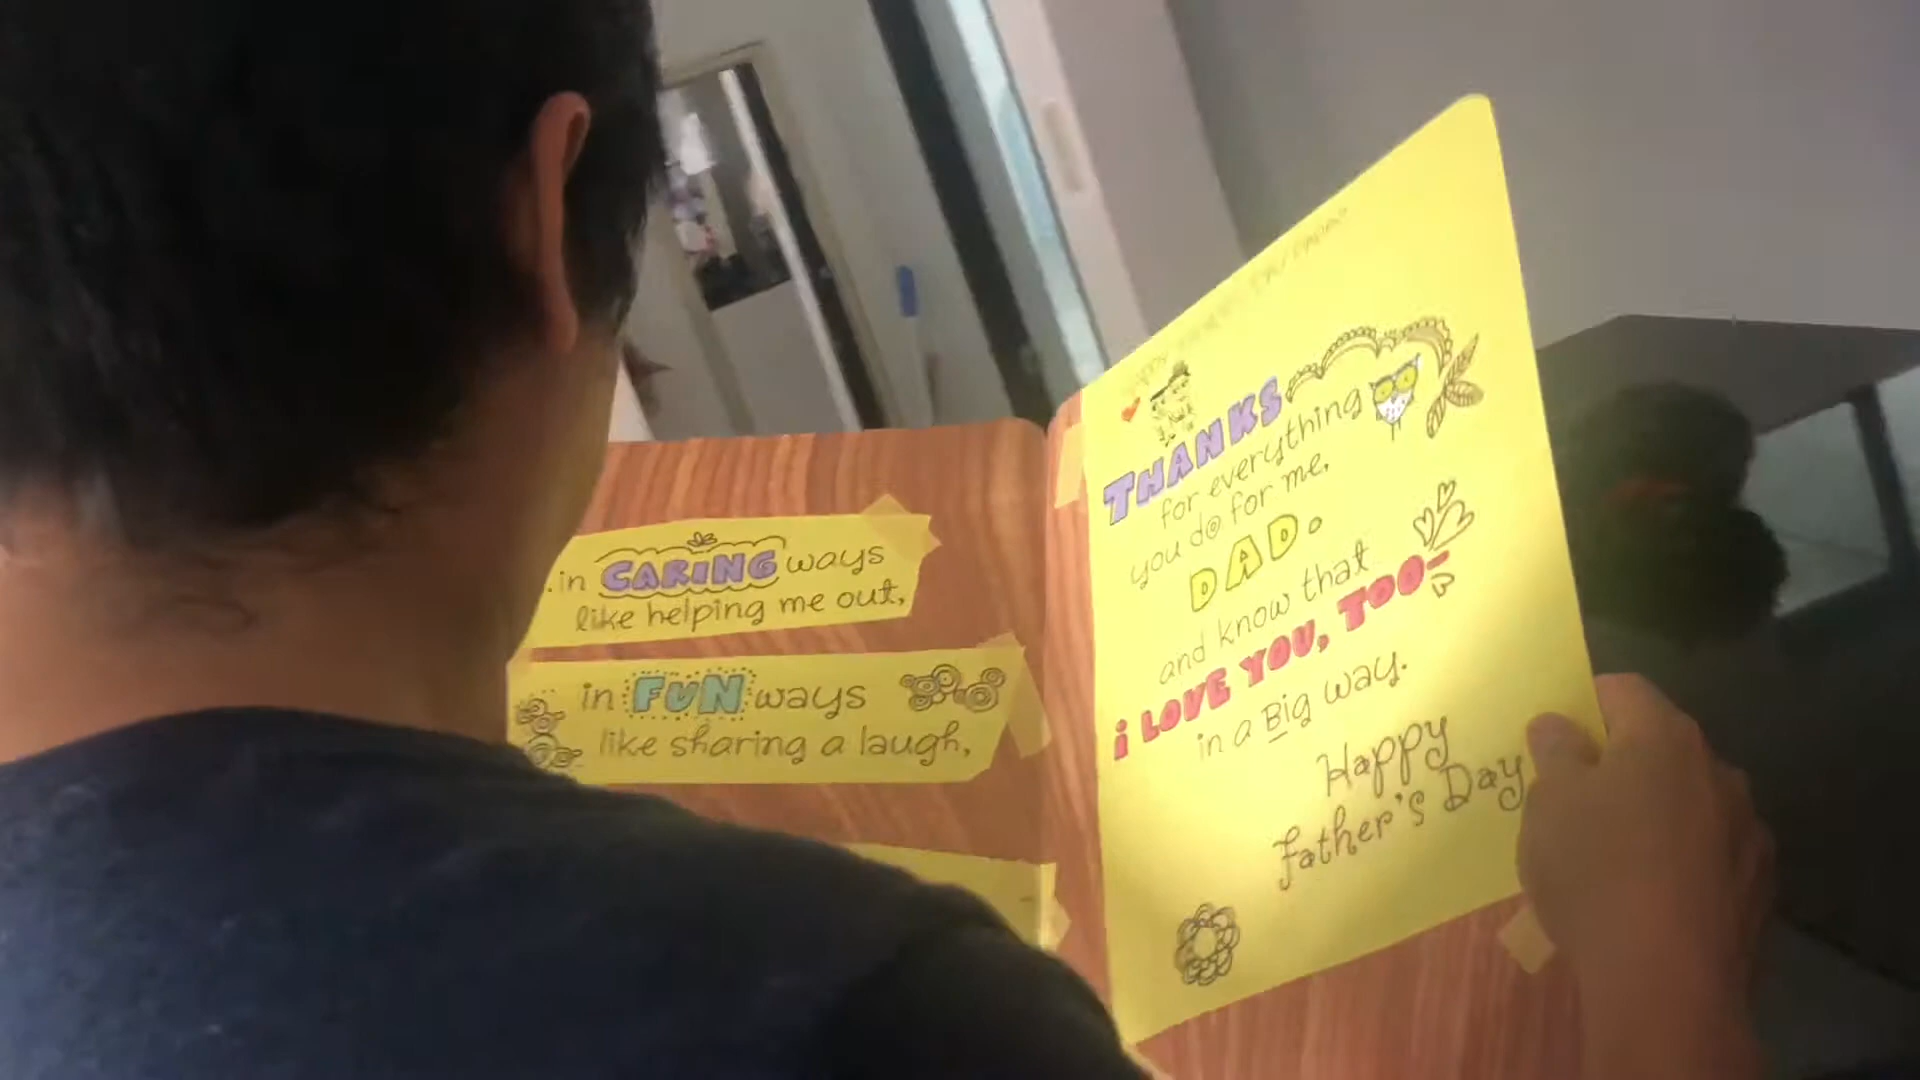 .in CARING ways
like helping me out,
in FUN ways
like sharing a laugh,
Happy
THANKS
for everything
you do for me,
DAD.
and know that
i LOVE YOU, TOO-
in a Big way.
Happy
Father's Day